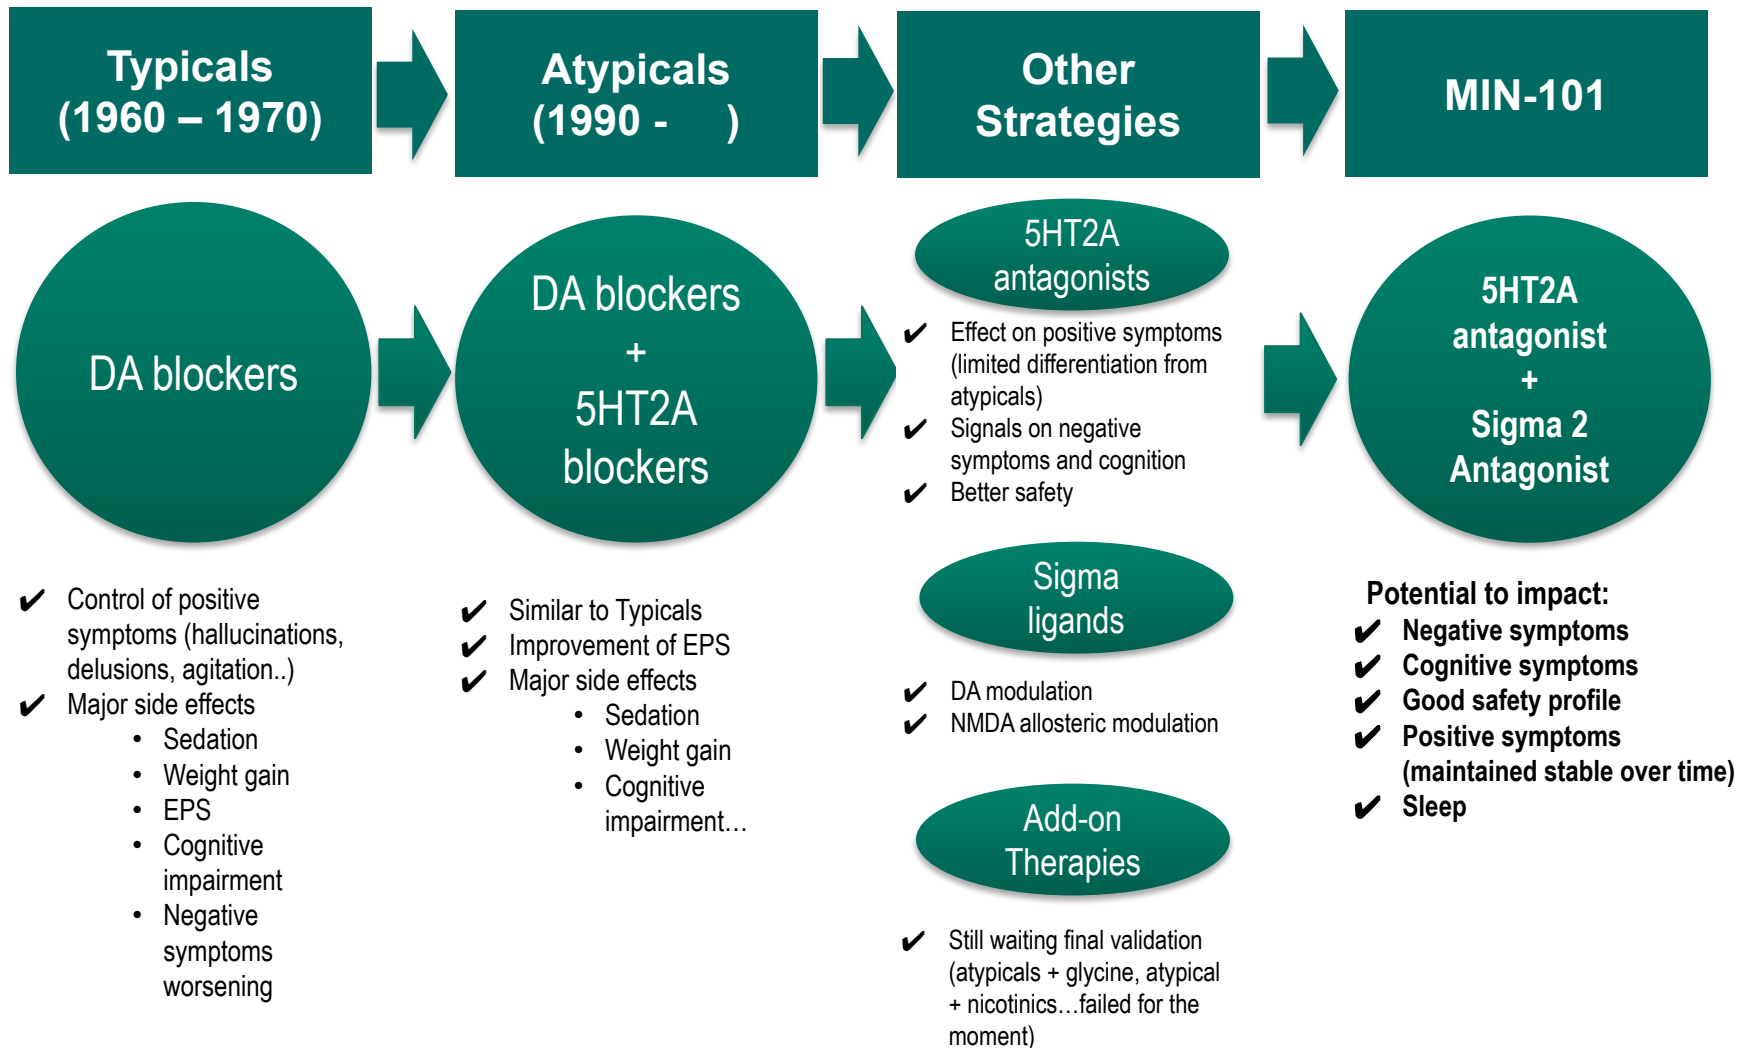 Typicals
(1960 – 1970)
Atypicals
(1990 -    )
Other
Strategies
MIN-101
DA blockers
✔ Control of positive
symptoms (hallucinations,
delusions, agitation..)
✔ Major side effects
• Sedation
• Weight gain
• EPS
• Cognitive
impairment
• Negative
symptoms
worsening
DA blockers
+
5HT2A
blockers
✔ Similar to Typicals
✔ Improvement of EPS
✔ Major side effects
• Sedation
• Weight gain
• Cognitive
impairment…
5HT2A
antagonists
✔ Effect on positive symptoms
(limited differentiation from
atypicals)
✔ Signals on negative
symptoms and cognition
✔ Better safety
Sigma
ligands
✔ DA modulation
✔ NMDA allosteric modulation
Add-on
Therapies
✔ Still waiting final validation
(atypicals + glycine, atypical
+ nicotinics…failed for the
moment)
5HT2A
antagonist
+
Sigma 2
Antagonist
Potential to impact:
✔ Negative symptoms
✔ Cognitive symptoms
✔ Good safety profile
✔ Positive symptoms
(maintained stable over time)
✔ Sleep